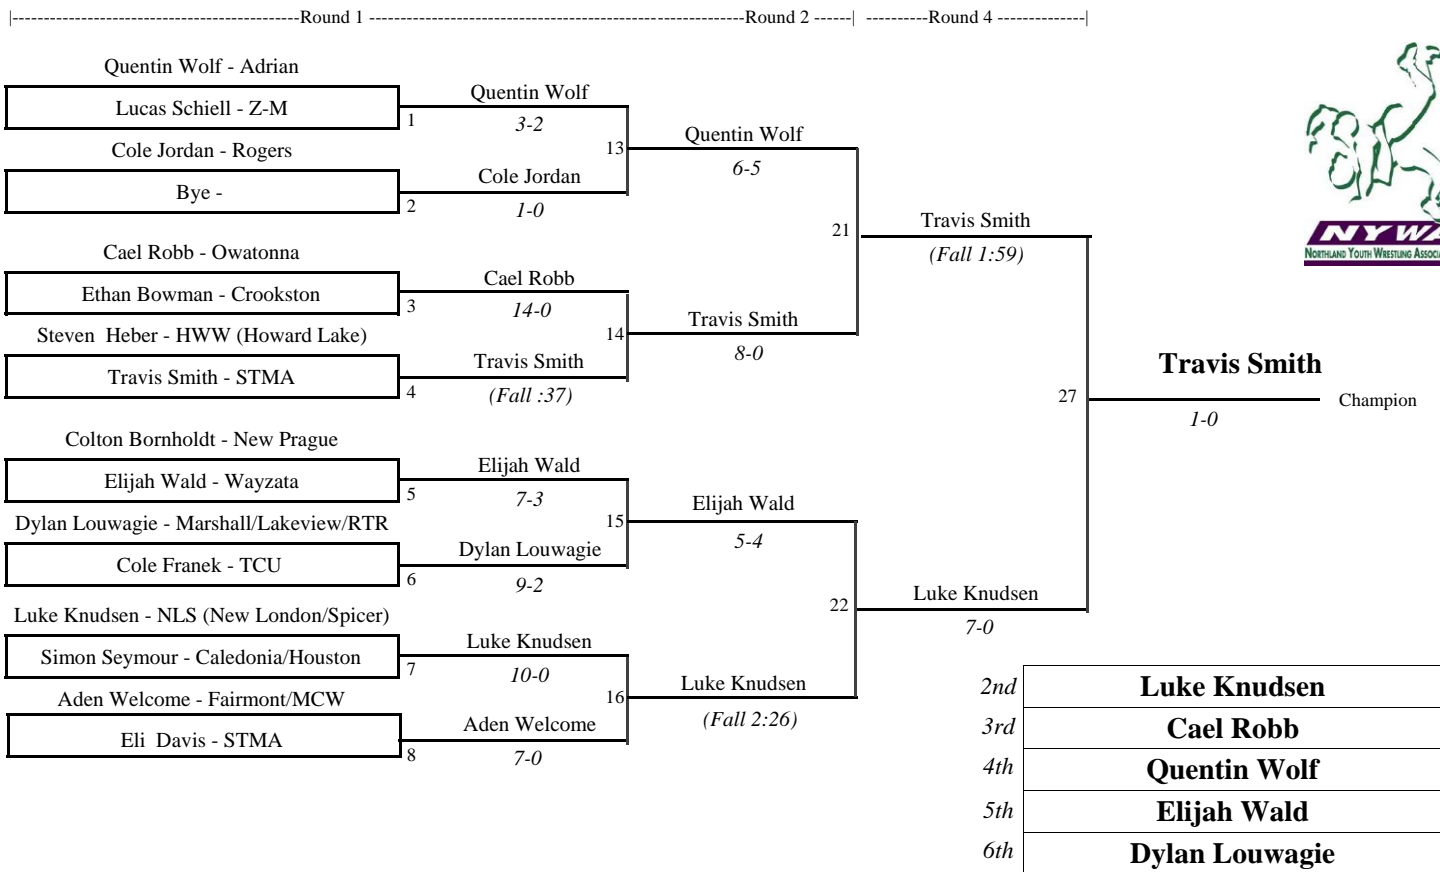 |---------------------------------------------Round 1 ----------------------------------------------------------Round 2 ------| ----------Round 4 --------------|
Quentin Wolf - Adrian
Lucas Schiell - Z-M
1
Quentin Wolf
3-2
Cole Jordan - Rogers
Bye -
2
Cole Jordan
1-0
13
Quentin Wolf
6-5
Cael Robb - Owatonna
Ethan Bowman - Crookston
3
Cael Robb
14-0
Steven  Heber - HWW (Howard Lake)
Travis Smith - STMA
4
Travis Smith
(Fall :37)
14
Travis Smith
8-0
21
Travis Smith
(Fall 1:59)
Colton Bornholdt - New Prague
Elijah Wald - Wayzata
5
Elijah Wald
7-3
Dylan Louwagie - Marshall/Lakeview/RTR
Cole Franek - TCU
6
Dylan Louwagie
9-2
15
Elijah Wald
5-4
Luke Knudsen - NLS (New London/Spicer)
Simon Seymour - Caledonia/Houston
7
Luke Knudsen
10-0
Aden Welcome - Fairmont/MCW
Eli  Davis - STMA
8
Aden Welcome
7-0
16
Luke Knudsen
(Fall 2:26)
22
Luke Knudsen
7-0
27
Travis Smith
1-0
Champion
NYWA
NORTHLAND YOUTH WRESTLING
2nd Luke Knudsen
3rd Cael Robb
4th Quentin Wolf
5th Elijah Wald
6th Dylan Louwagie